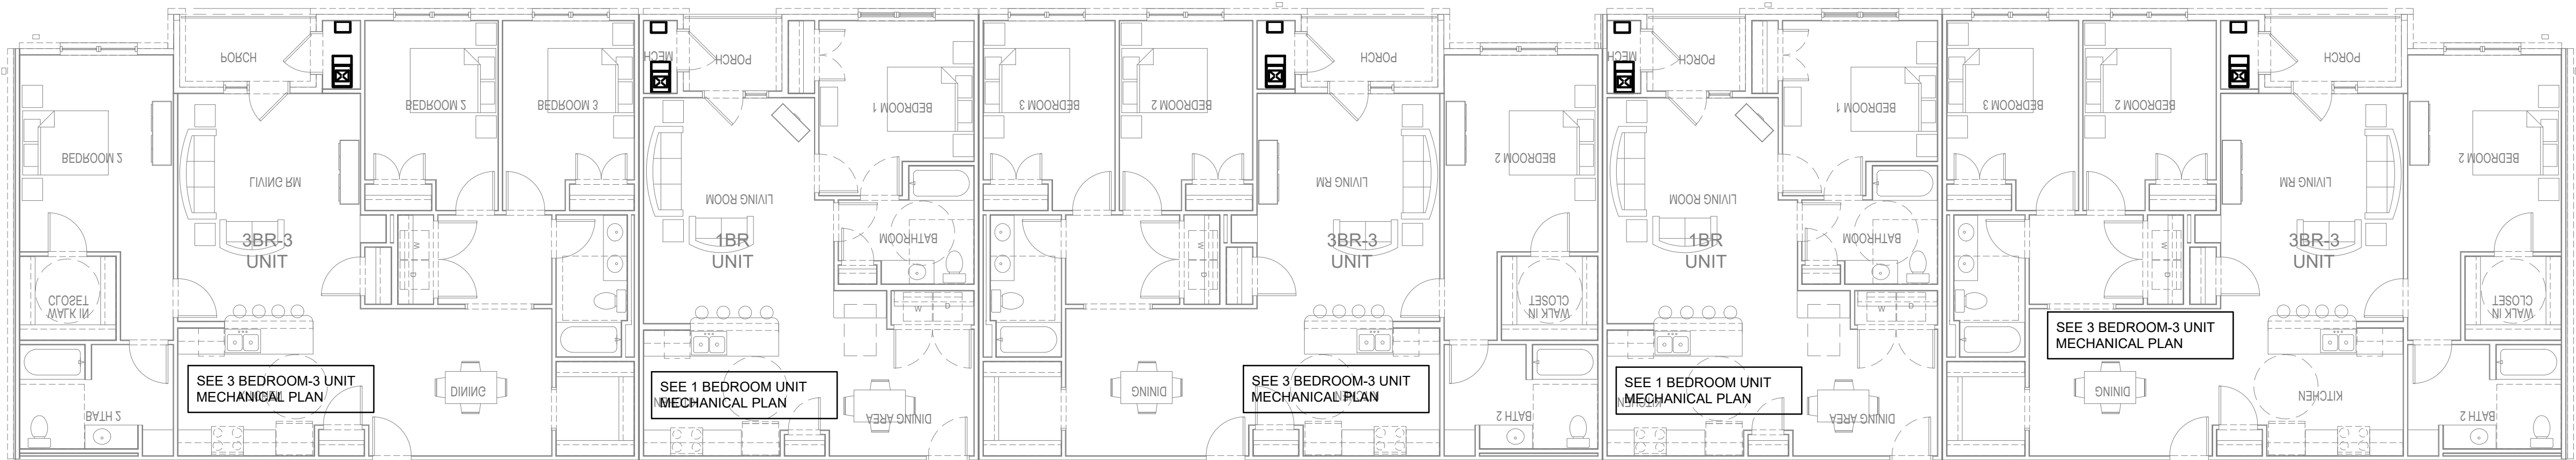 PORCH
BEDROOM 2
BEDROOM 3
BEDROOM 2
LIVING RM
3BR-3
UNIT
W
D
CLOSET
WALK IN
SEE 3 BEDROOM-3 UNIT
MECHANICAL PLAN
KITCHEN
DINING
BATH 2
MECH
PORCH
BEDROOM 1
LIVING ROOM
1BR
UNIT
BATHROOM
W
D
SEE 1 BEDROOM UNIT
MECHANICAL PLAN
KITCHEN
DINING AREA
BEDROOM 3
BEDROOM 2
PORCH
BEDROOM 2
LIVING RM
3BR-3
UNIT
W
D
CLOSET
WALK IN
DINING
SEE 3 BEDROOM-3 UNIT
MECHANICAL PLAN
KITCHEN
BATH 2
MECH
PORCH
BEDROOM 1
LIVING ROOM
1BR
UNIT
BATHROOM
W
D
SEE 1 BEDROOM UNIT
MECHANICAL PLAN
KITCHEN
DINING AREA
BEDROOM 3
BEDROOM 2
PORCH
BEDROOM 2
LIVING RM
3BR-3
UNIT
W
D
CLOSET
WALK IN
SEE 3 BEDROOM-3 UNIT
MECHANICAL PLAN
DINING
KITCHEN
BATH 2